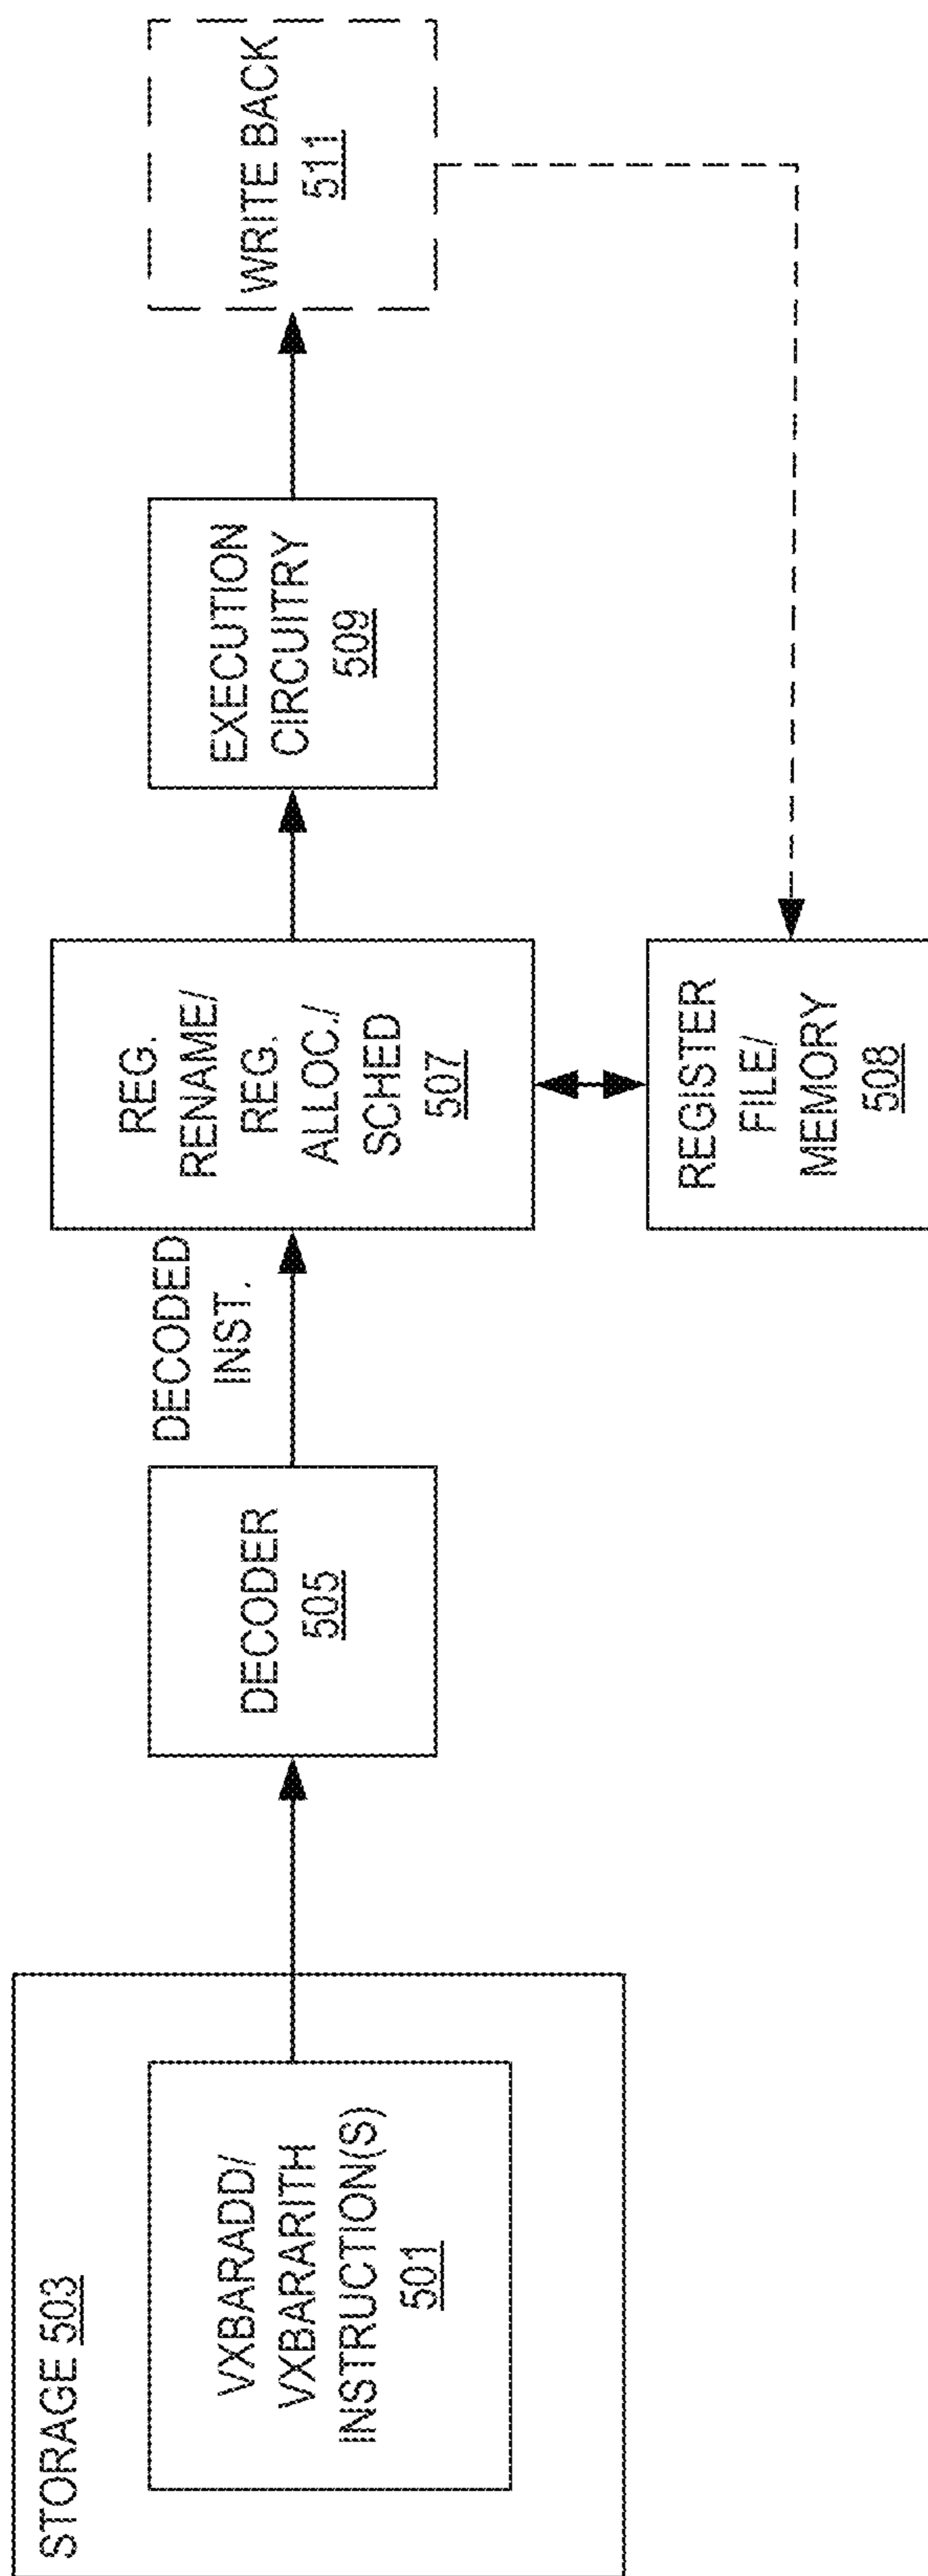 STORAGE 503
VXBARADD/
VXBARARITH
INSTRUCTION(S)
501
DECODER
505
DECODED
INST.
REG.
RENAME/
REG.
ALLOC./
SCHED
507
REGISTER
FILE/
MEMORY
508
EXECUTION
CIRCUITRY
509
WRITE BACK
511